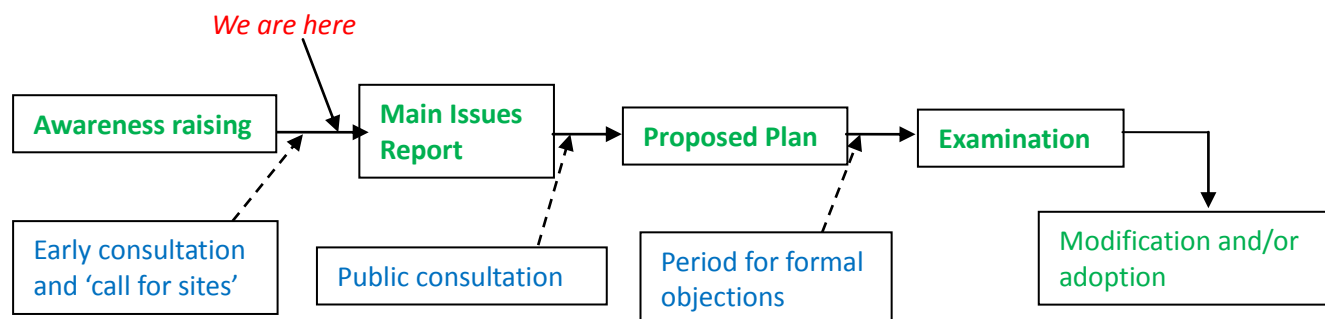 We are here
Awareness raising
Main Issues
Report
Proposed Plan
Examination
Early consultation
and ‘call for sites’
Public consultation
Period for formal
objections
Modification and/or
adoption